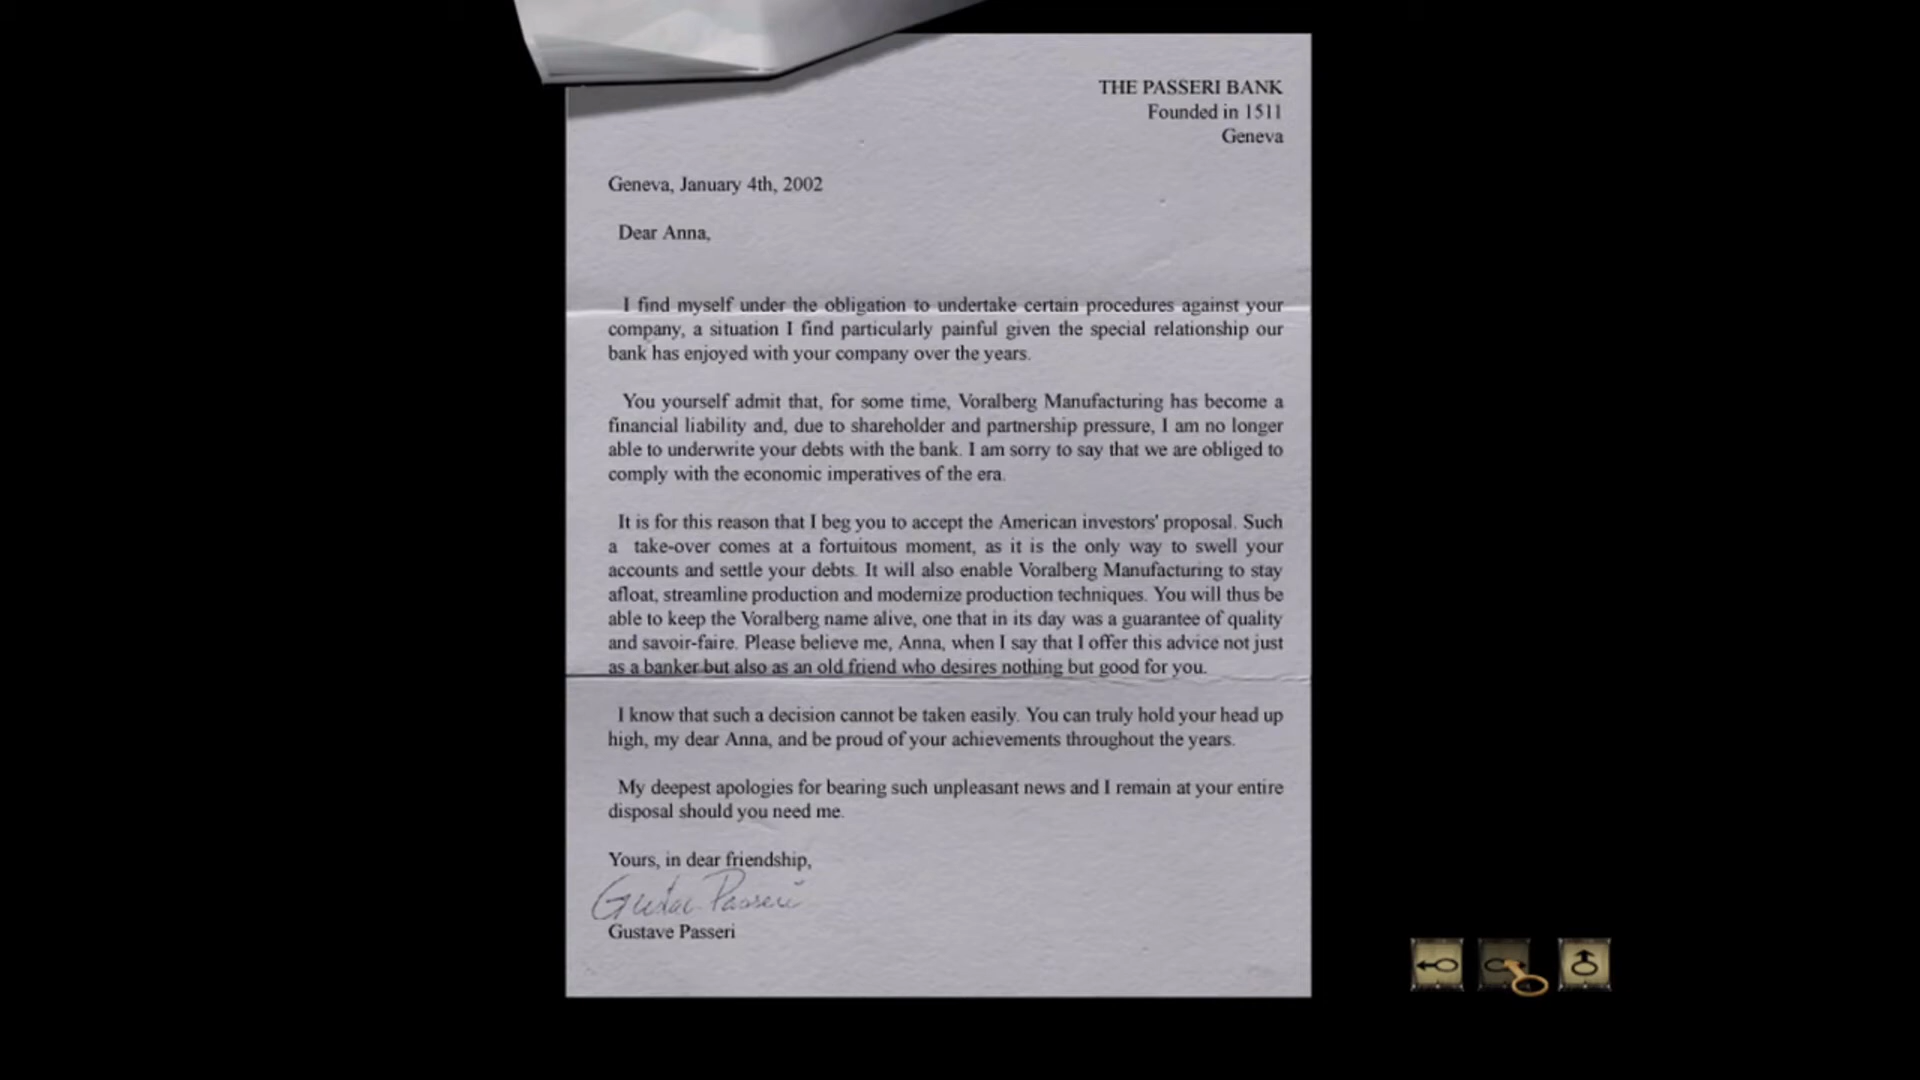 THE PASSERI BANK
Founded in 1511
Geneva
Geneva, January 4th, 2002
Dear Anna,
I find myself under the obligation to undertake certain procedures against your
company, a situation I find particularly painful given the special relationship our
bank has enjoyed with your company over the years.
You yourself admit that, for some time, Voralberg Manufacturing has become a
financial liability and, due to shareholder and partnership pressure, I am no longer
able to underwrite your debts with the bank. I am sorry to say that we are obliged to
comply with the economic imperatives of the era.
It is for this reason that I beg you to accept the American investors' proposal. Such
a take-over comes at a fortuitous moment, as it is the only way to swell your
accounts and settle your debts. It will also enable Voralberg Manufacturing to stay
afloat, streamline production and modernize production techniques. You will thus be
able to keep the Voralberg name alive, one that in its day was a guarantee of quality
and savoir-faire. Please believe me, Anna, when I say that I offer this advice not just
as a banker but also as an old friend who desires nothing but good for you.
I know that such a decision cannot be taken easily. You can truly hold your head up
high, my dear Anna, and be proud of your achievements throughout the years.
My deepest apologies for bearing such unpleasant news and I remain at your entire
disposal should you need me.
Yours, in dear friendship,
Gustav Passeri
Gustave Passeri